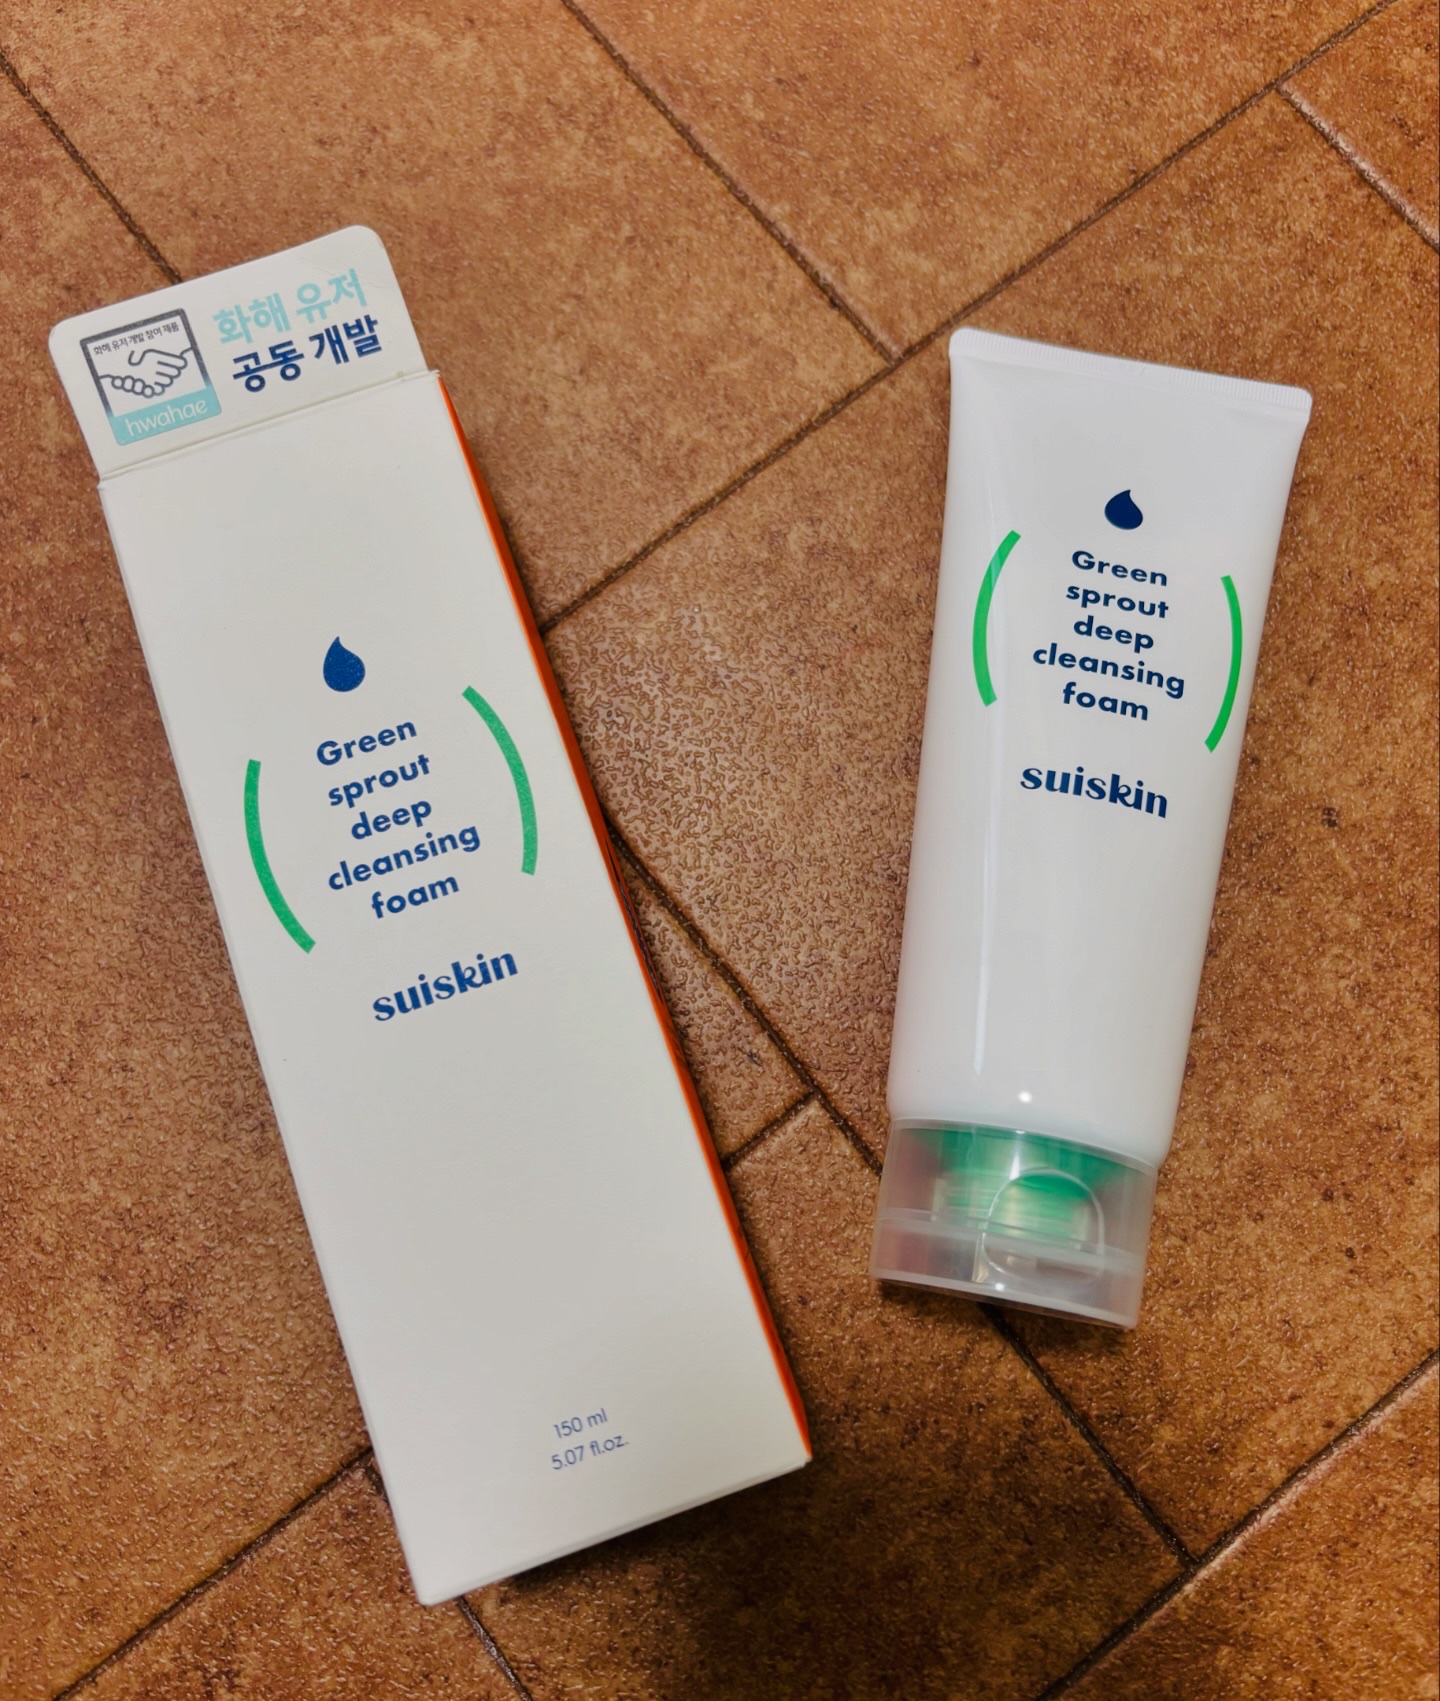 화해 유저 개발 참여 제품
hwahae
화해 유저
공동 개발
Green
sprout
deep
cleansing
foam
suiskin
150 ml
5.07 fl.oz.
Green
sprout
deep
cleansing
foam
suiskin